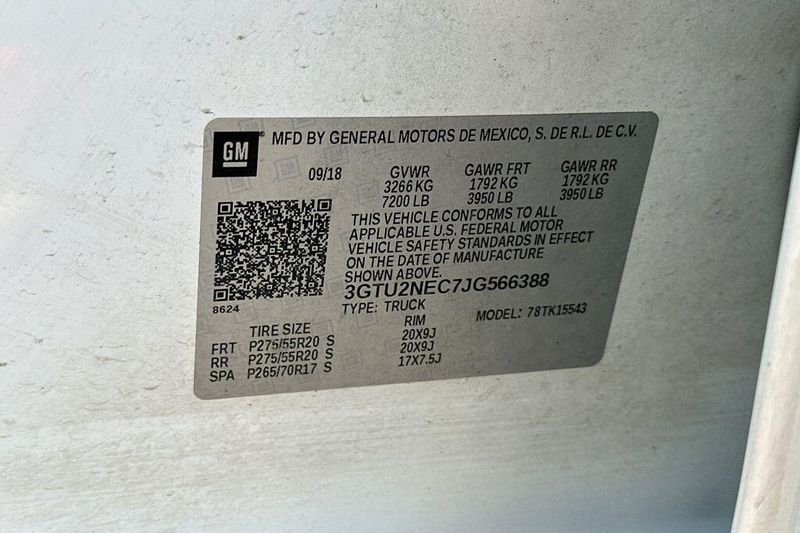 GM® MFD BY GENERAL MOTORS DE MEXICO, S. DE R.L. DE C.V.
09/18 GVWR GAWR FRT GAWR RR
3266 KG 1792 KG 1792 KG
7200 LB 3950 LB 3950 LB
THIS VEHICLE CONFORMS TO ALL
APPLICABLE U.S. FEDERAL MOTOR
VEHICLE SAFETY STANDARDS IN EFFECT
ON THE DATE OF MANUFACTURE
SHOWN ABOVE.
8624
3GTU2NEC7JG566388
TYPE: TRUCK MODEL: 78TK15543
TIRE SIZE RIM
FRT P275/55R20 S 20X9J
RR P275/55R20 S 20X9J
SPA P265/70R17 S 17X7.5J